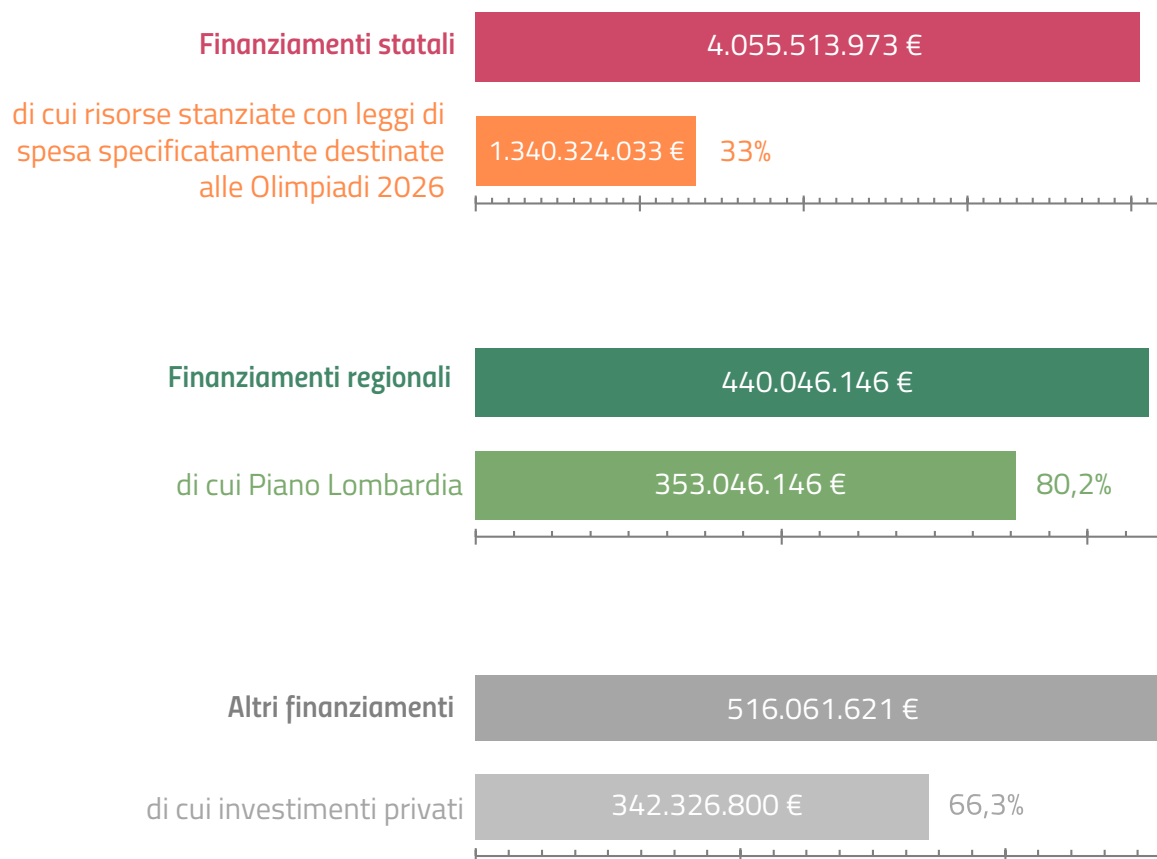 Finanziamenti statali
4.055.513.973 €
di cui risorse stanziate con leggi di
spesa specificatamente destinate
alle Olimpiadi 2026
1.340.324.033 €
33%
Finanziamenti regionali
440.046.146 €
di cui Piano Lombardia
353.046.146 €
80,2%
Altri finanziamenti
516.061.621 €
di cui investimenti privati
342.326.800 €
66,3%